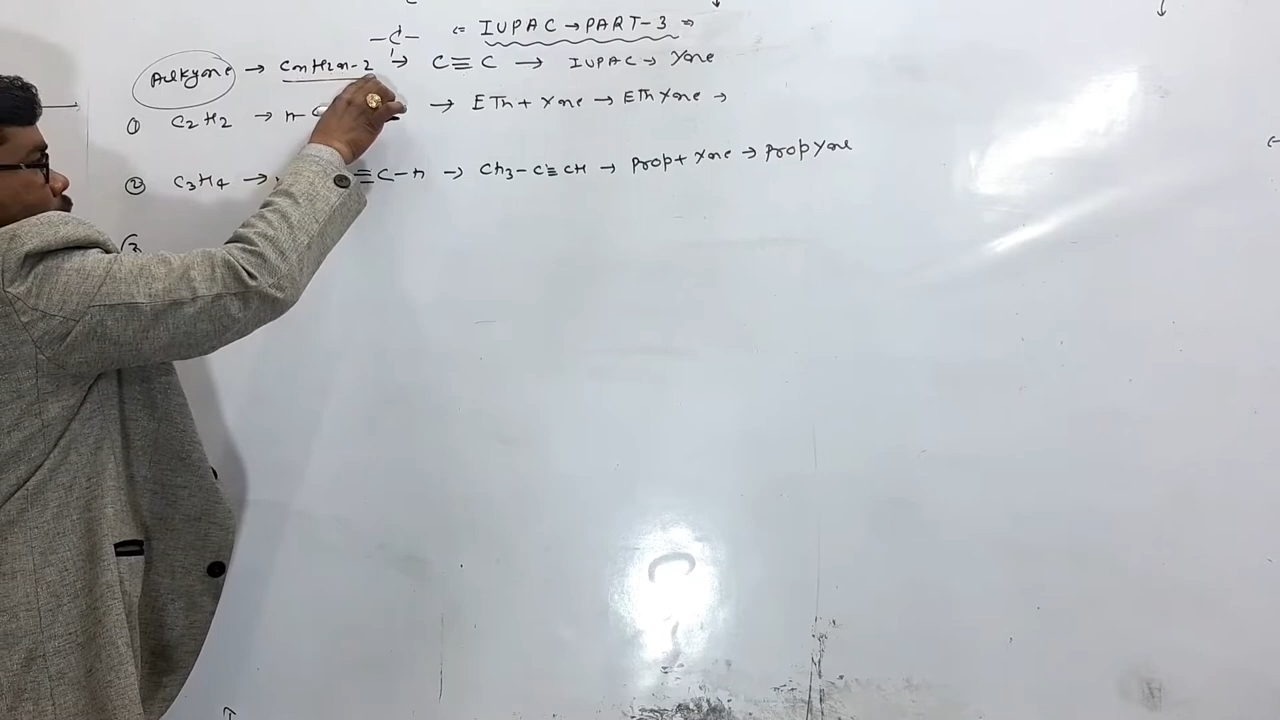 ⇐ IUPAC → PART-3 ⇒
-C-
Alkyne → CnH2n-2 → C≡C → IUPAC → Yne
① C2H2 → H- → ETh + Yne → EThYne →
② C3H4 → ≡C-H → CH3-C≡CH → Prop + Yne → PropYne
③